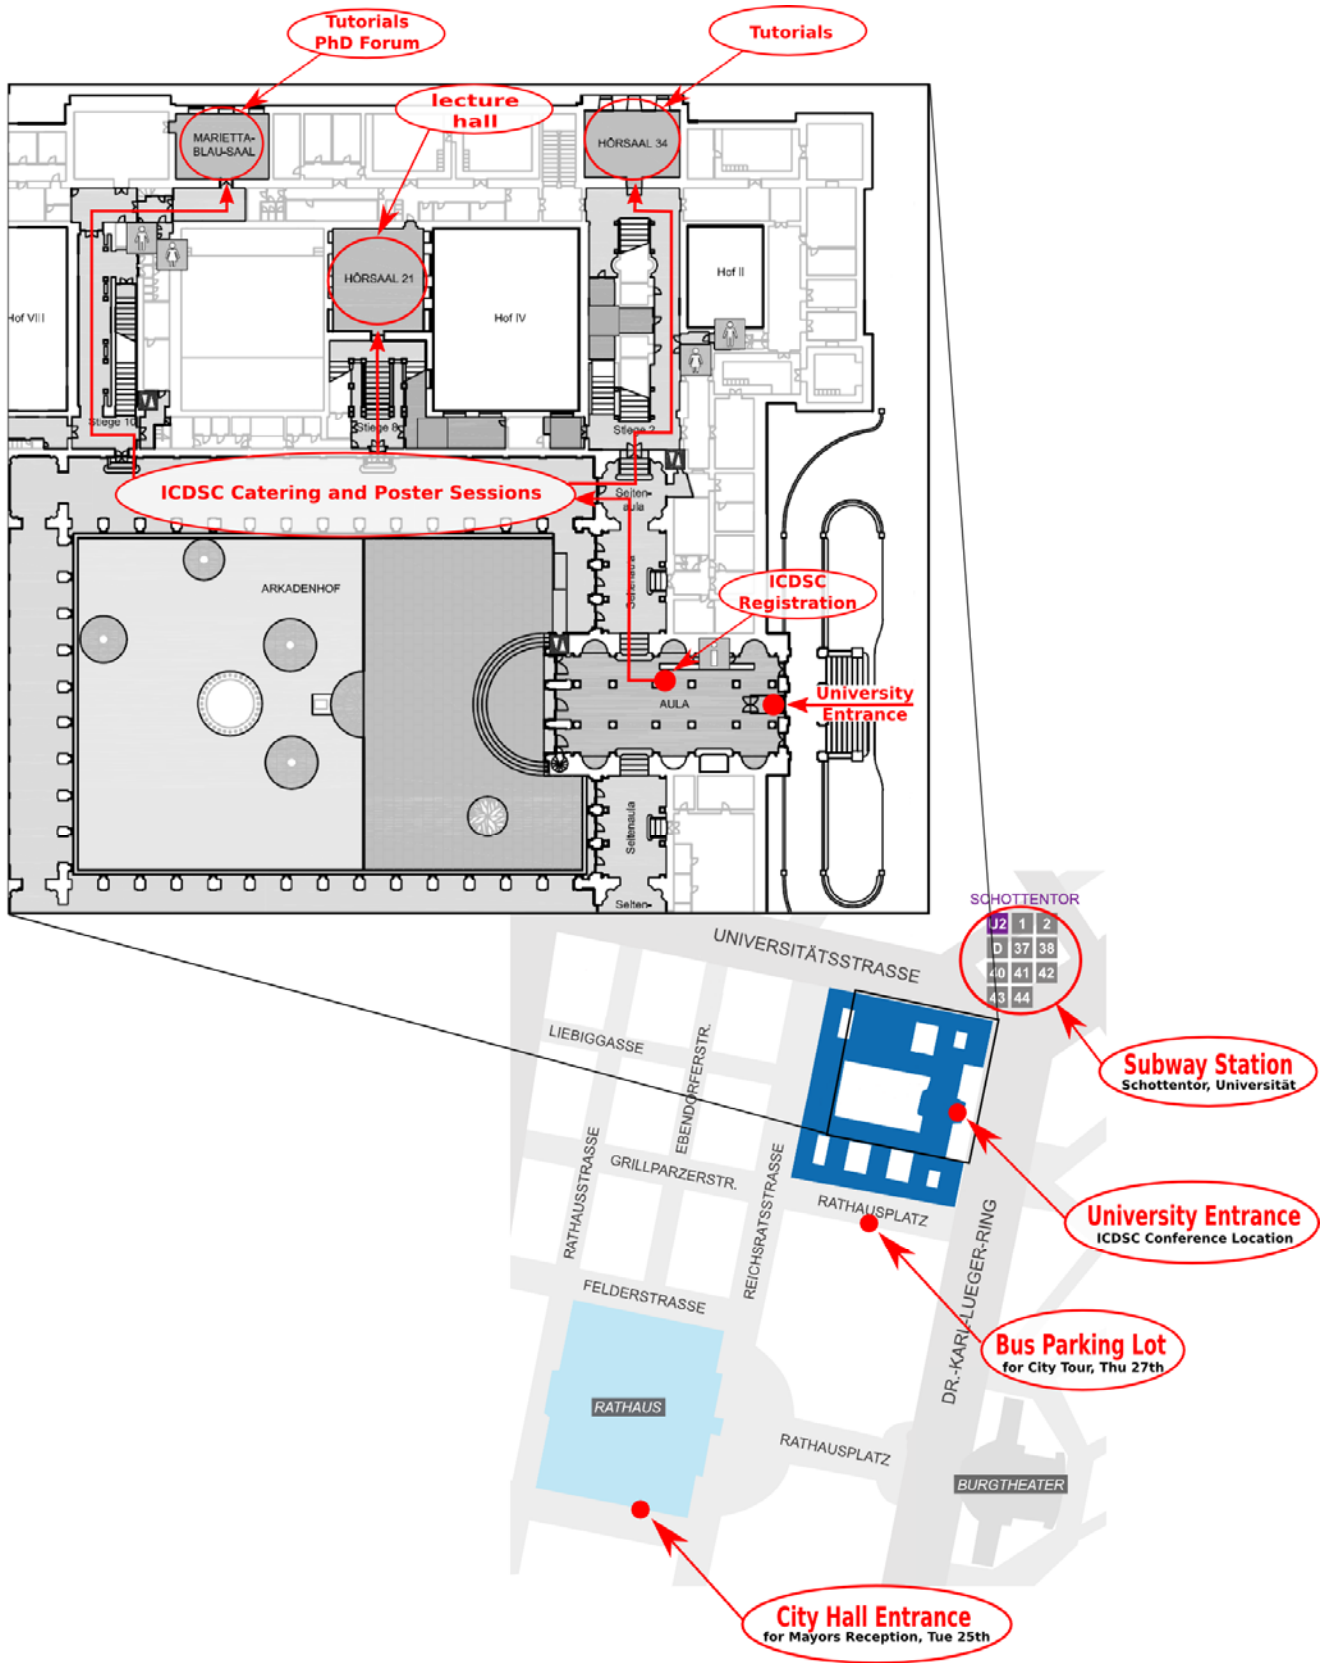 Tutorials
PhD Forum
Tutorials
lecture
hall
MARIETTA-
BLAU-SAAL
HÖRSAAL 34
HÖRSAAL 21
Hof II
Hof VIII
Hof IV
Stiege 10
Stiege 8
Stiege 2
ICDSC Catering and Poster Sessions
Seiten-
aula
Seitenaula
ARKADENHOF
ICDSC
Registration
AULA
University
Entrance
Seitenaula
Seiten-
SCHOTTENTOR
U2 1 2
D 37 38
40 41 42
43 44
UNIVERSITÄTSSTRASSE
LIEBIGGASSE
EBENDORFERSTR.
Subway Station
Schottentor, Universität
RATHAUSSTRASSE
GRILLPARZERSTR.
REICHSRATSSTRASSE
RATHAUSPLATZ
University Entrance
ICDSC Conference Location
DR.-KARL-LUEGER-RING
FELDERSTRASSE
Bus Parking Lot
for City Tour, Thu 27th
RATHAUS
RATHAUSPLATZ
BURGTHEATER
City Hall Entrance
for Mayors Reception, Tue 25th